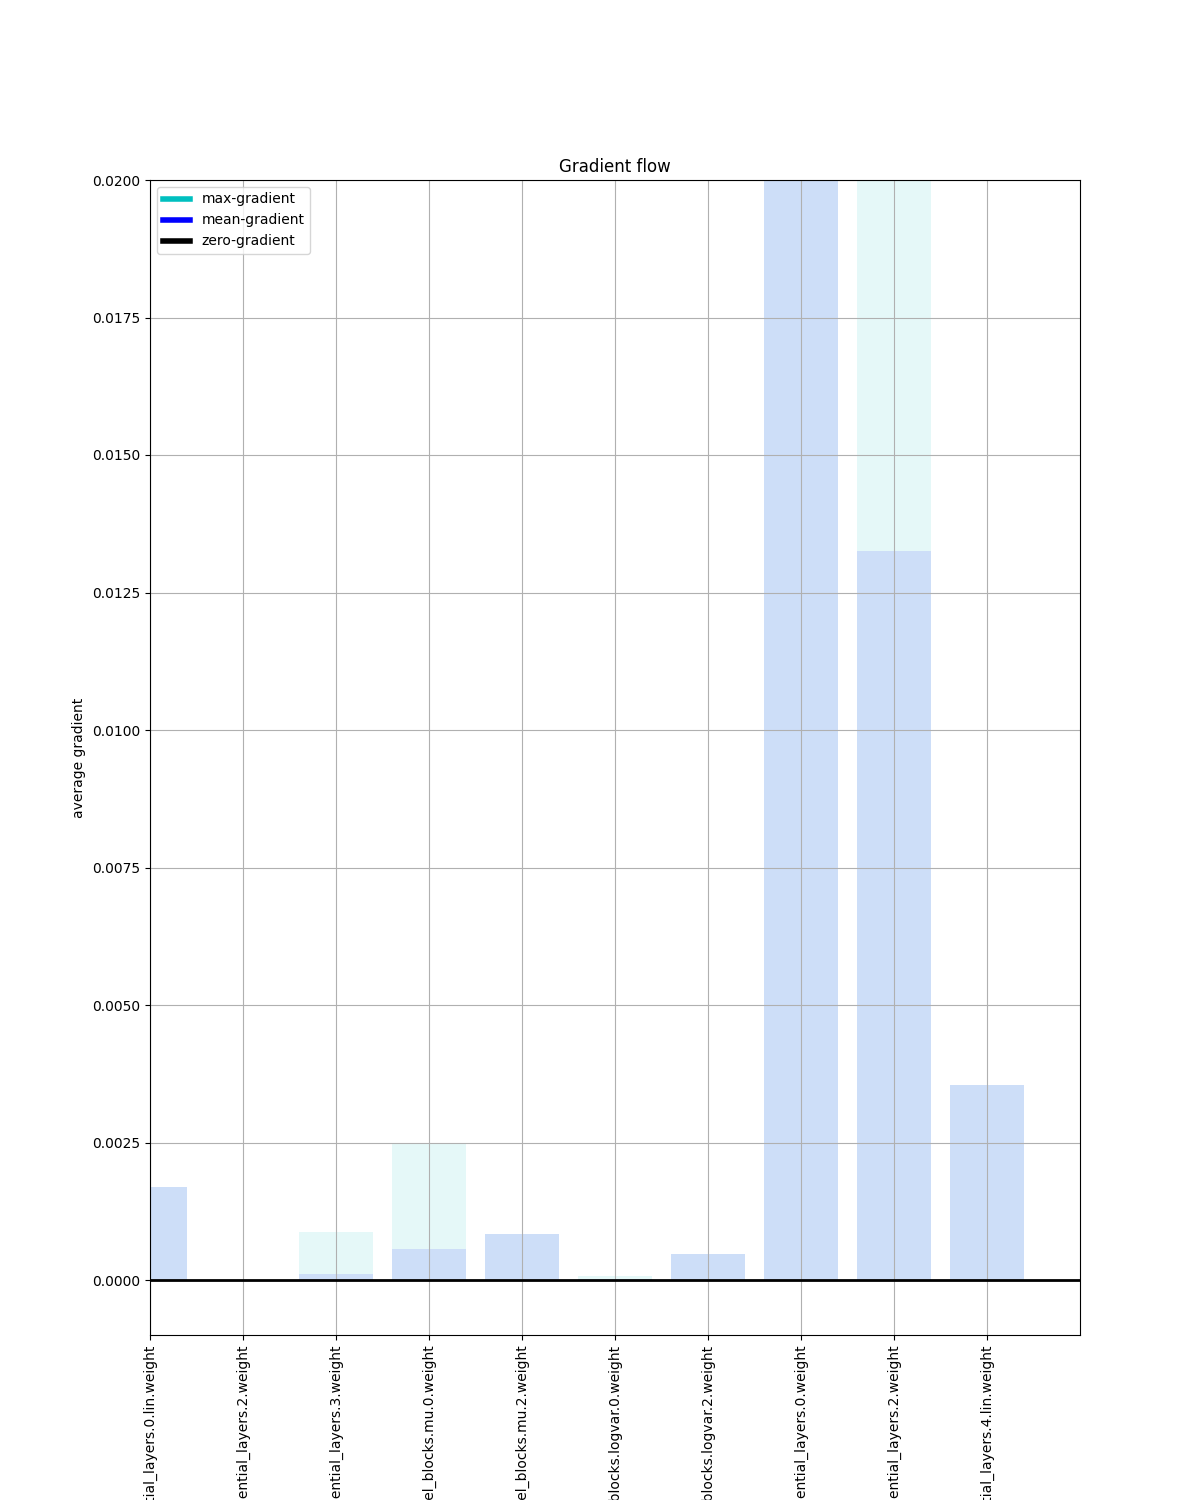 Gradient flow
max-gradient
mean-gradient
zero-gradient
0.0200
0.0175
0.0150
0.0125
0.0100
0.0075
0.0050
0.0025
0.0000
average gradient
tial_layers.0.lin.weight
ential_layers.2.weight
ential_layers.3.weight
el_blocks.mu.0.weight
el_blocks.mu.2.weight
blocks.logvar.0.weight
blocks.logvar.2.weight
ential_layers.0.weight
ential_layers.2.weight
tial_layers.4.lin.weight